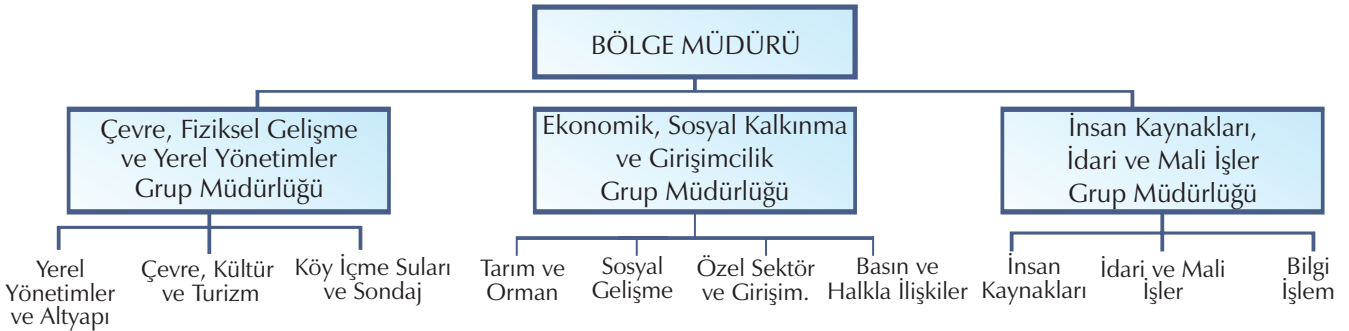 BÖLGE MÜDÜRÜ
Çevre, Fiziksel Gelişme
ve Yerel Yönetimler
Grup Müdürlüğü
Ekonomik, Sosyal Kalkınma
ve Girişimcilik
Grup Müdürlüğü
İnsan Kaynakları,
İdari ve Mali İşler
Grup Müdürlüğü
Yerel
Yönetimler
ve Altyapı
Çevre, Kültür
ve Turizm
Köy İçme Suları
ve Sondaj
Tarım ve
Orman
Sosyal
Gelişme
Özel Sektör
ve Girişim.
Basın ve
Halkla İlişkiler
İnsan
Kaynakları
İdari ve Mali
İşler
Bilgi
İşlem